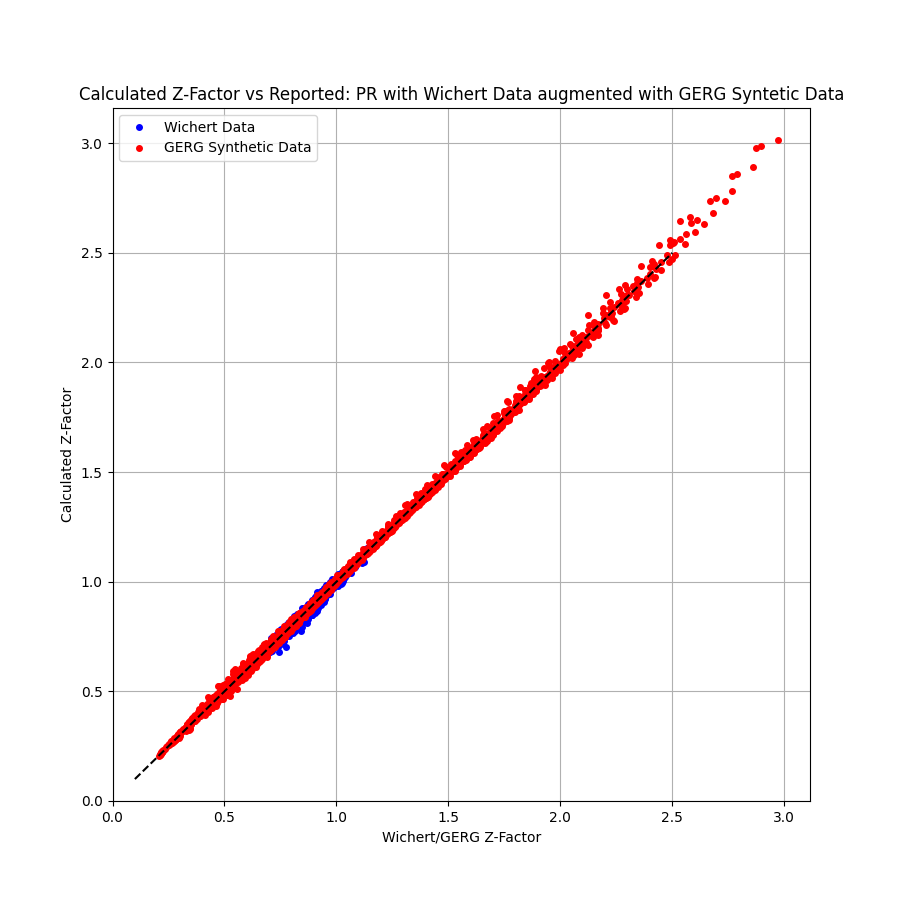 Calculated Z-Factor vs Reported: PR with Wichert Data augmented with GERG Syntetic Data
Wichert Data
GERG Synthetic Data
3.0
2.5
2.0
1.5
1.0
0.5
0.0
Calculated Z-Factor
0.0 0.5 1.0 1.5 2.0 2.5 3.0
Wichert/GERG Z-Factor